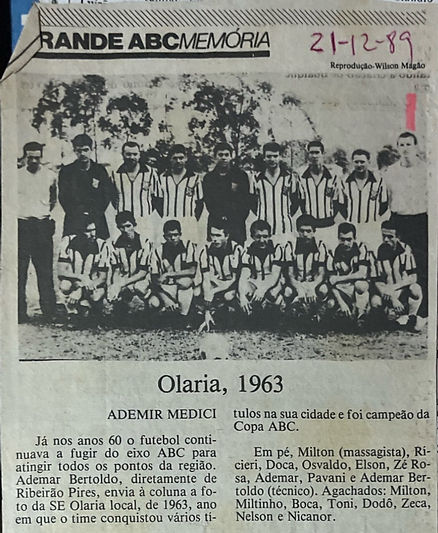 RANDE ABC MEMÓRIA
21-12-89
Reprodução-Wilson Magão
Olaria, 1963
ADEMIR MEDICI
Já nos anos 60 o futebol conti-
nuava a fugir do eixo ABC para
atingir todos os pontos da região.
Ademar Bertoldo, diretamente de
Ribeirão Pires, envia à coluna a fo-
to da SE Olaria local, de 1963, ano
em que o time conquistou vários tí-
tulos na sua cidade e foi campeão da
Copa ABC.
Em pé, Milton (massagista), Rí-
cieri, Doca, Osvaldo, Elson, Zé Ro-
sa, Ademar, Pavani e Ademar Ber-
toldo (técnico). Agachados: Milton,
Miltinho, Boca, Toni, Dodô, Zeca,
Nelson e Nicanor.